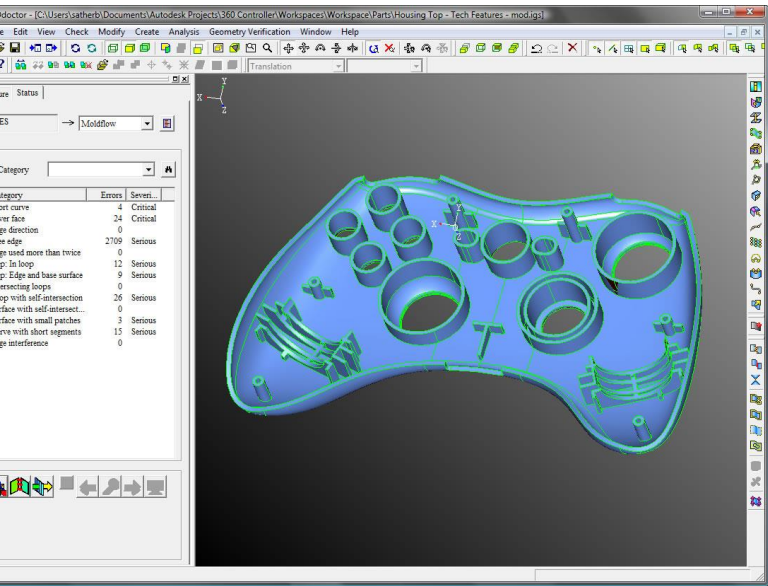 Ddoctor - [C:\Users\satherb\Documents\Autodesk Projects\360 Controller\Workspaces\Workspace\Parts\Housing Top - Tech Features - mod.igs]
Edit View Check Modify Create Analysis Geometry Verification Window Help
Translation
ure Status
ES
Moldflow
Category
tegory Errors Severi...
ort curve 4 Critical
ver face 24 Critical
ge direction 0
ee edge 2709 Serious
ge used more than twice 0
p: In loop 12 Serious
p: Edge and base surface 9 Serious
ersecting loops 0
op with self-intersection 26 Serious
rface with self-intersect... 0
rface with small patches 3 Serious
rve with short segments 15 Serious
ge interference 0
Y
X
Z
Y
X
Z